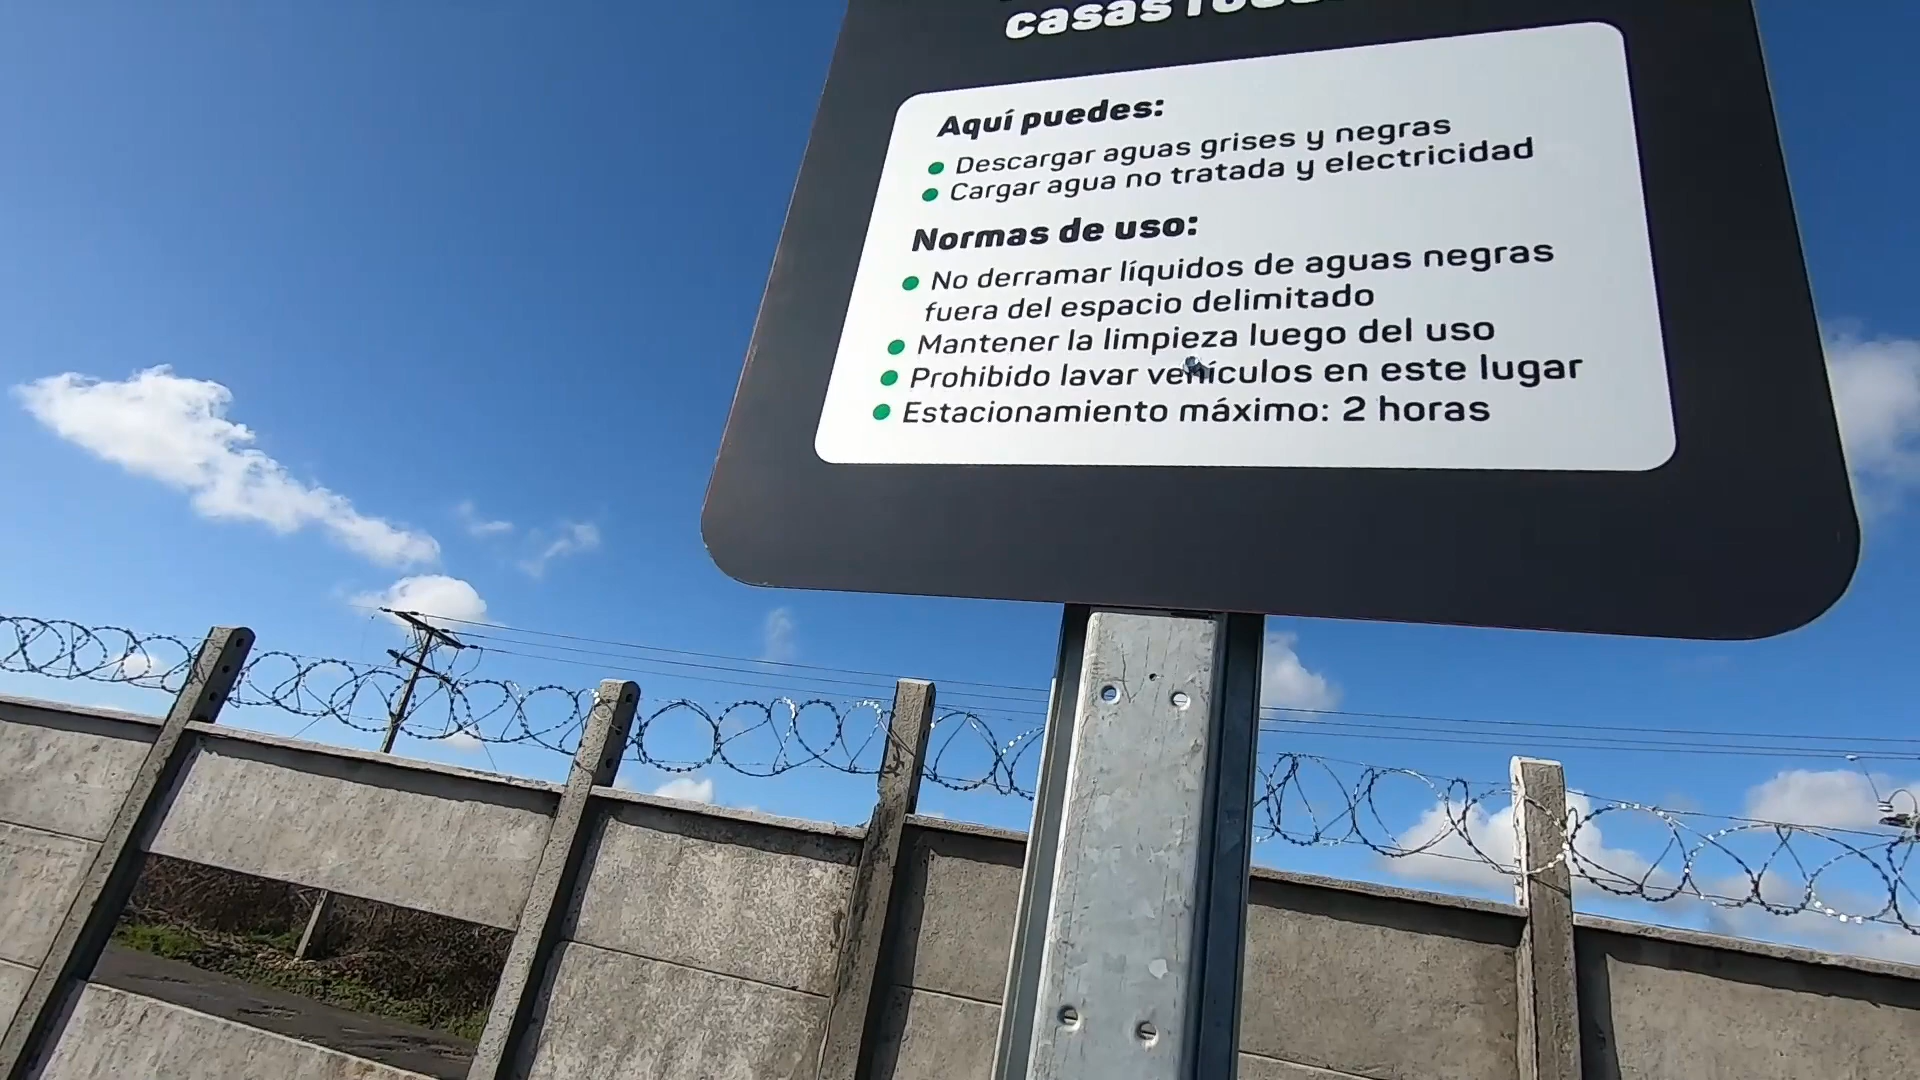 casas
Aquí puedes:
Descargar aguas grises y negras
Cargar agua no tratada y electricidad
Normas de uso:
No derramar líquidos de aguas negras
fuera del espacio delimitado
Mantener la limpieza luego del uso
Prohibido lavar vehículos en este lugar
Estacionamiento máximo: 2 horas